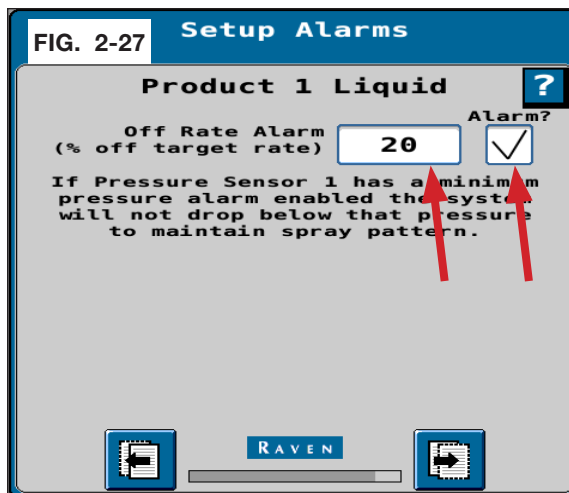 FIG. 2-27
Setup Alarms
Product 1 Liquid
?
Alarm?
Off Rate Alarm
(% off target rate)
20
If Pressure Sensor 1 has a minimum
pressure alarm enabled the system
will not drop below that pressure
to maintain spray pattern.
RAVEN